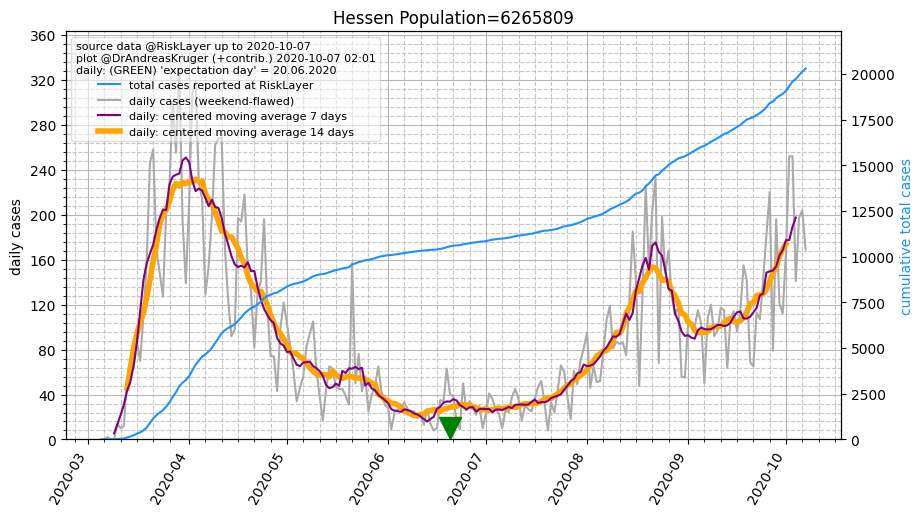 Hessen Population=6265809
source data @RiskLayer up to 2020-10-07
plot @DrAndreasKruger (+contrib.) 2020-10-07 02:01
daily: (GREEN) 'expectation day' = 20.06.2020
total cases reported at RiskLayer
daily cases (weekend-flawed)
daily: centered moving average 7 days
daily: centered moving average 14 days
daily cases
360
320
280
240
200
160
120
80
40
0
cumulative total cases
20000
17500
15000
12500
10000
7500
5000
2500
0
2020-03
2020-04
2020-05
2020-06
2020-07
2020-08
2020-09
2020-10